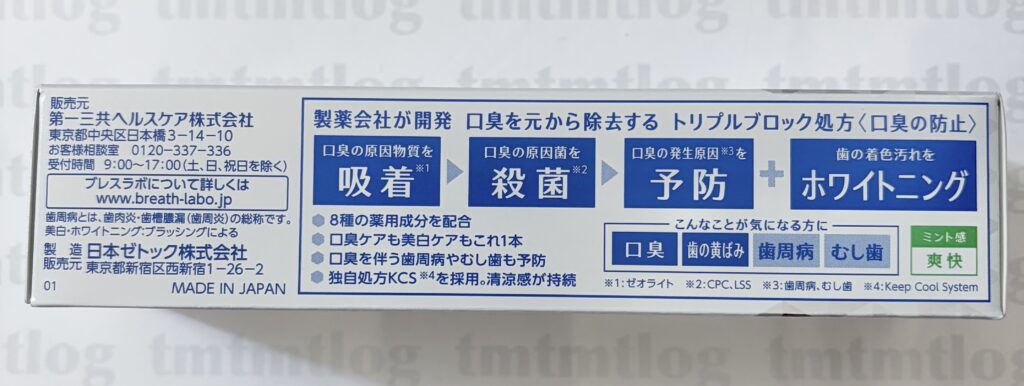 販売元
第一三共ヘルスケア株式会社
東京都中央区日本橋3-14-10
お客様相談室 0120-337-336
受付時間 9:00~17:00(土、日、祝日を除く)
ブレスラボについて詳しくは
www.breath-labo.jp
歯周病とは、歯肉炎・歯槽膿漏(歯周炎)の総称です。
美白・ホワイトニング:ブラッシングによる
製造
販売元
日本ゼトック株式会社
東京都新宿区西新宿1-26-2
01 MADE IN JAPAN
製薬会社が開発 口臭を元から除去する トリプルブロック処方〈口臭の防止〉
口臭の原因物質を
吸着※1
口臭の原因菌を
殺菌※2
口臭の発生原因※3を
予防
+
歯の着色汚れを
ホワイトニング
8種の薬用成分を配合
口臭ケアも美白ケアもこれ1本
口臭を伴う歯周病やむし歯も予防
独自処方KCS※4を採用。清涼感が持続
こんなことが気になる方に
口臭 歯の黄ばみ 歯周病 むし歯
ミント感
爽快
※1:ゼオライト ※2:CPC、LSS ※3:歯周病、むし歯 ※4:Keep Cool System
tmtmtlog